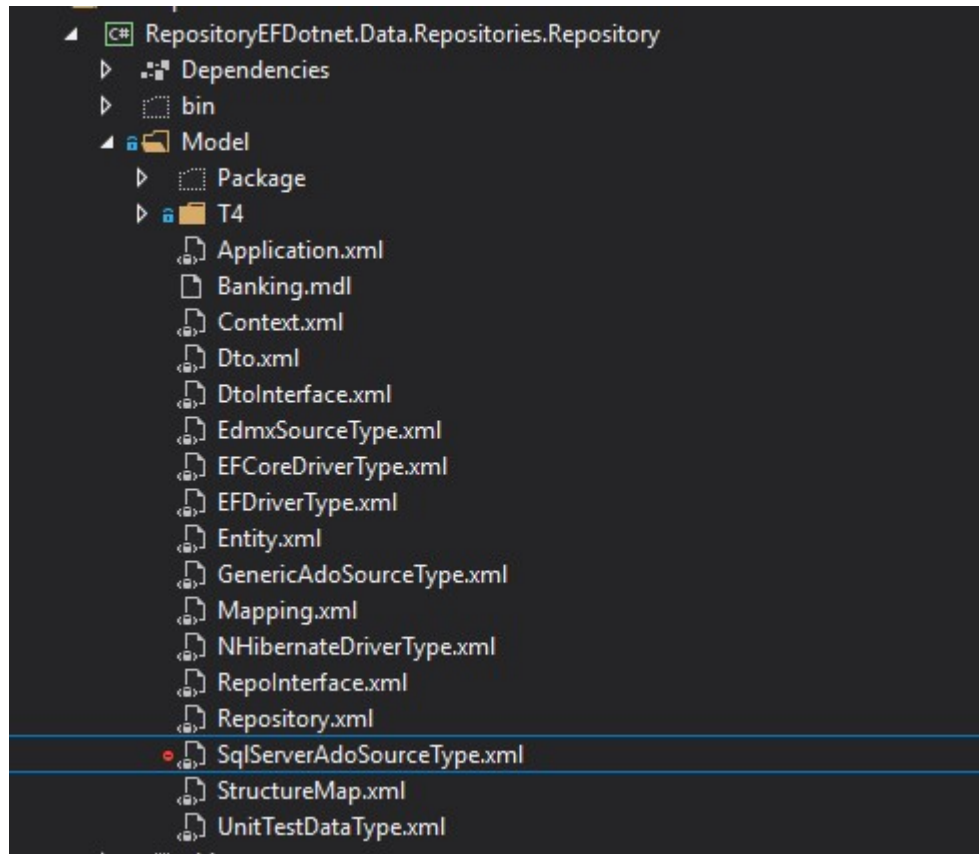 C# RepositoryEFDotnet.Data.Repositories.Repository
Dependencies
bin
Model
Package
T4
Application.xml
Banking.mdl
Context.xml
Dto.xml
DtoInterface.xml
EdmxSourceType.xml
EFCoreDriverType.xml
EFDriverType.xml
Entity.xml
GenericAdoSourceType.xml
Mapping.xml
NHibernateDriverType.xml
RepoInterface.xml
Repository.xml
SqlServerAdoSourceType.xml
StructureMap.xml
UnitTestDataType.xml